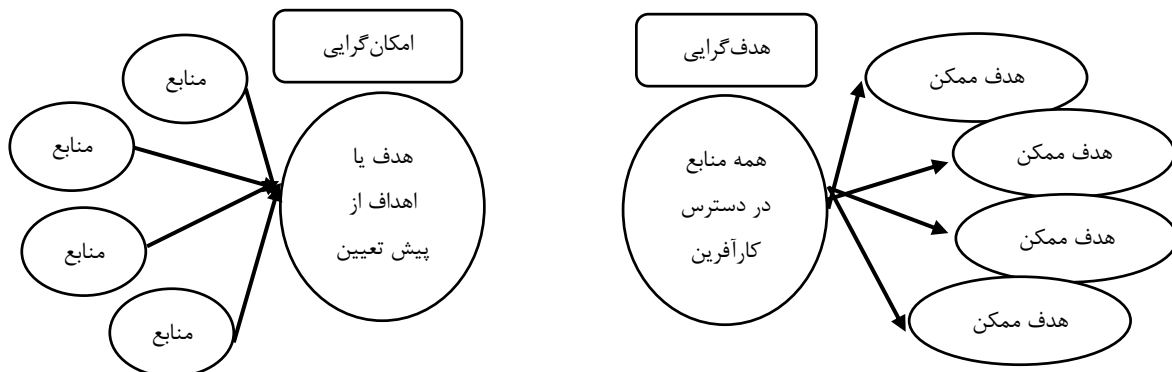 هدف‌گرایی
همه منابع
در دسترس
کارآفرین
هدف ممکن
هدف ممکن
هدف ممکن
هدف ممکن
امکان‌گرایی
هدف یا
اهداف از
پیش تعیین
منابع
منابع
منابع
منابع